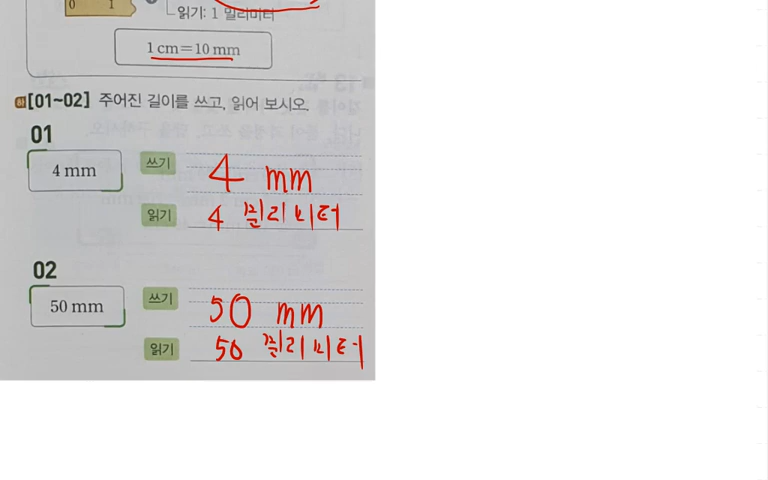 0 1
읽기: 1 밀리미터
1 cm=10 mm
하 [01~02] 주어진 길이를 쓰고, 읽어 보시오.
01
4 mm
쓰기 4 mm
읽기 4 밀리미터
02
50 mm
쓰기 50 mm
읽기 50 밀리미터